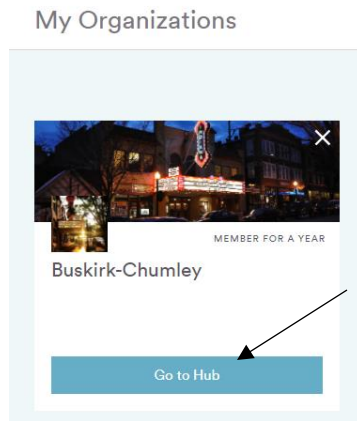 My Organizations
MEMBER FOR A YEAR
Buskirk-Chumley
Go to Hub